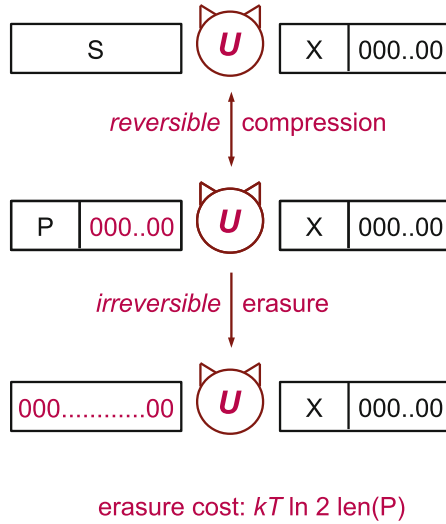 S U X 000..00
reversible compression
P 000..00 U X 000..00
irreversible erasure
000............00 U X 000..00
erasure cost: kT ln 2 len(P)